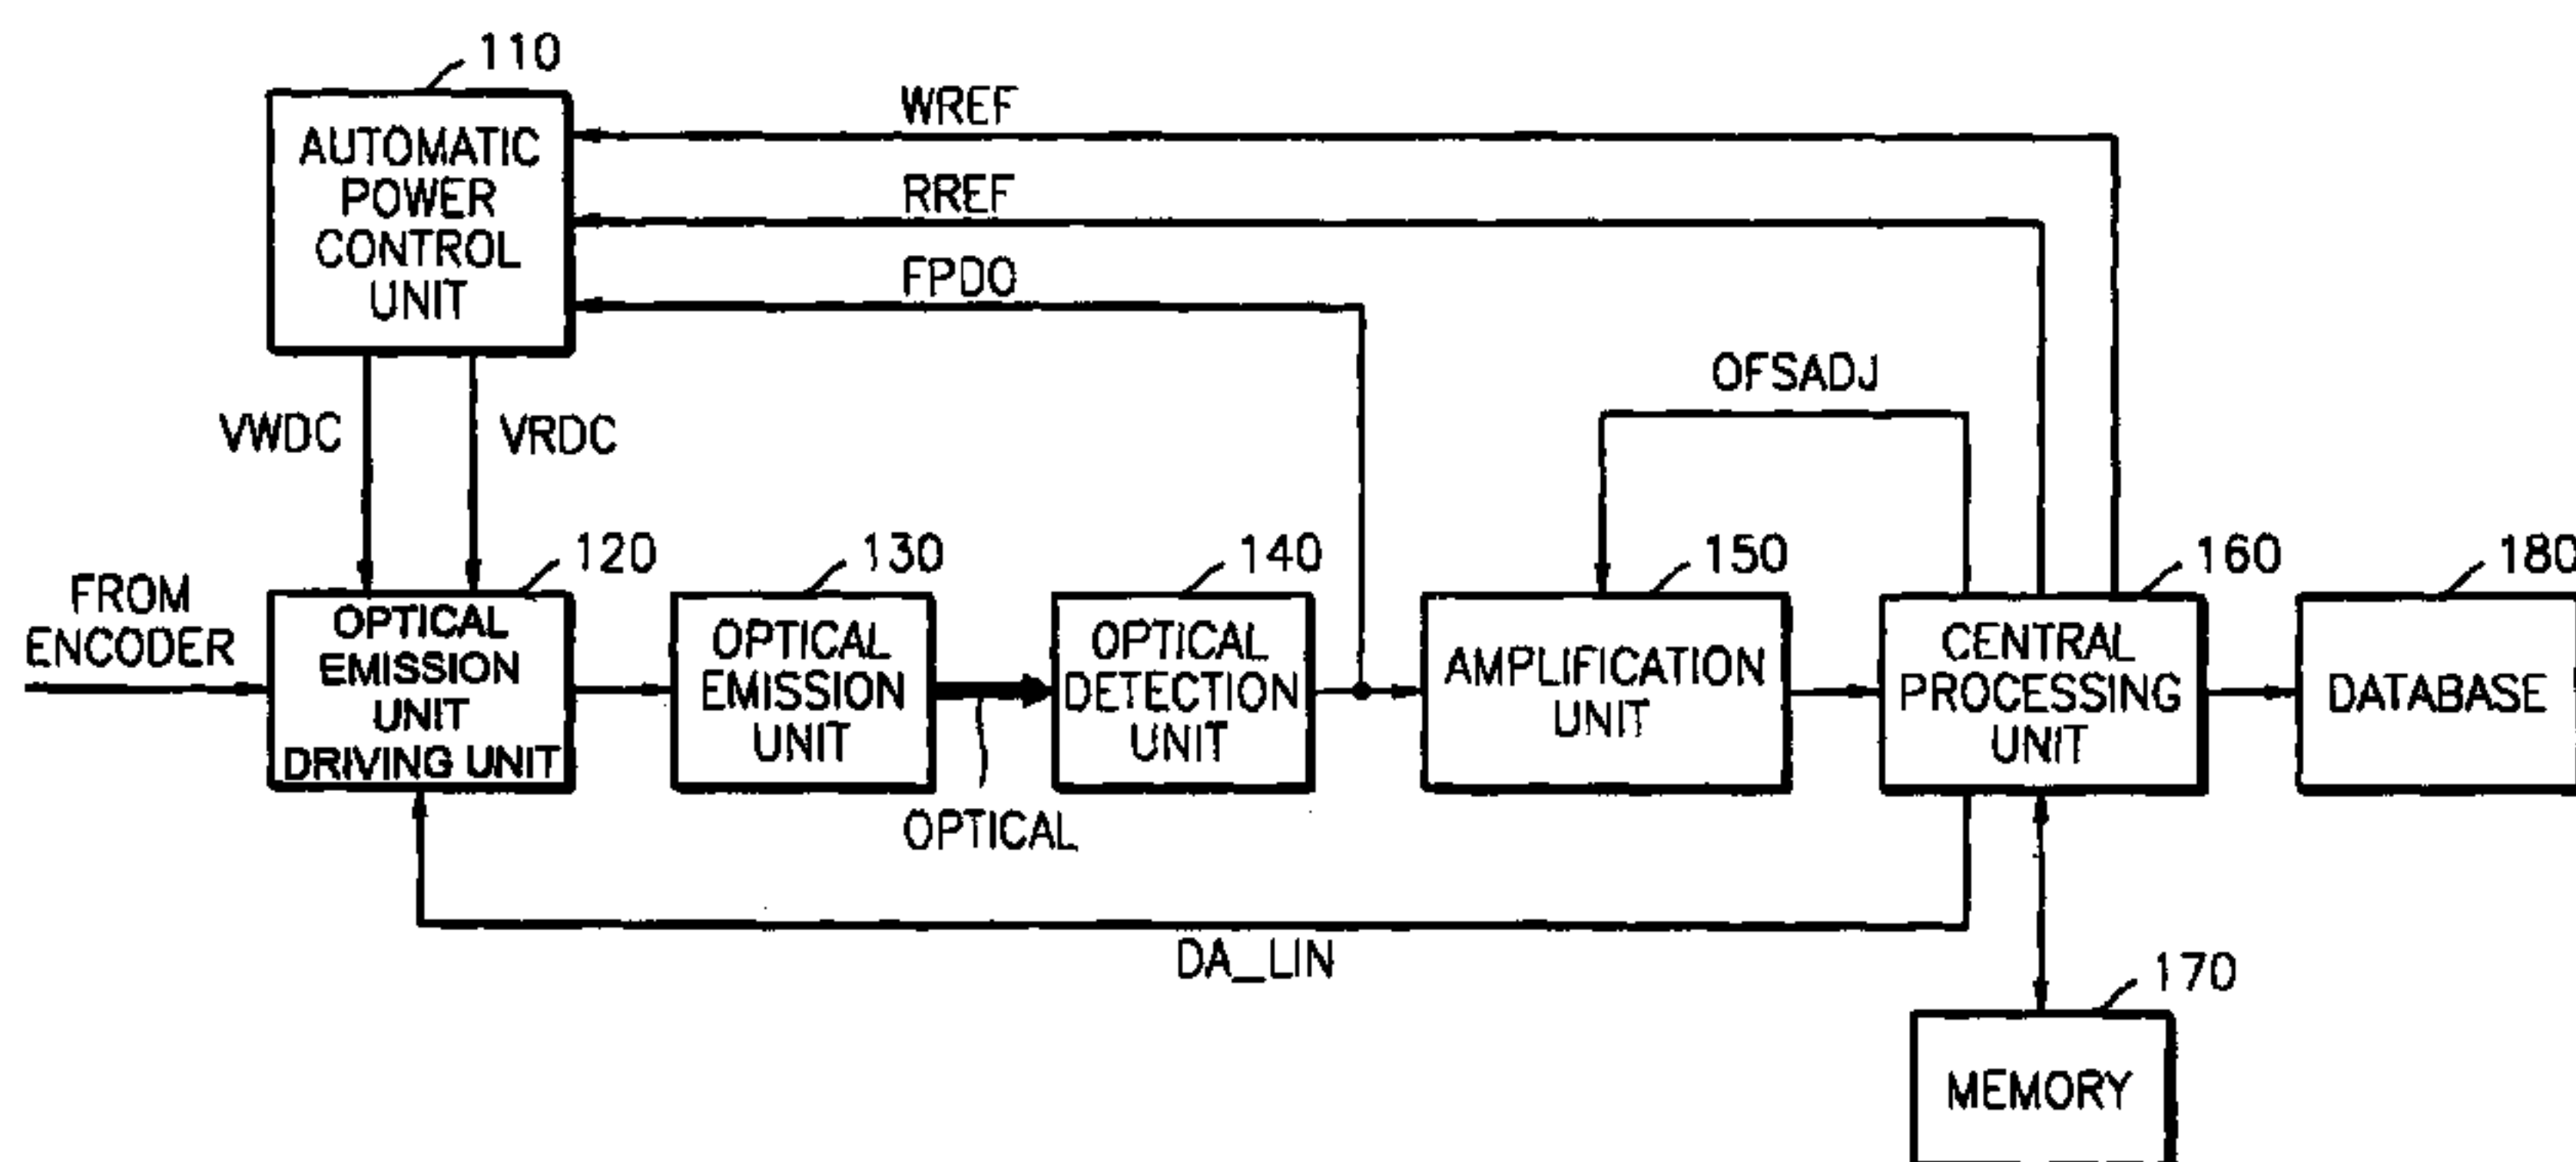 110
AUTOMATIC
POWER
CONTROL
UNIT
WREF
RREF
FPDO
OFSADJ
VWDC
VRDC
FROM
ENCODER
120
OPTICAL
EMISSION
UNIT
DRIVING UNIT
130
OPTICAL
EMISSION
UNIT
OPTICAL
140
OPTICAL
DETECTION
UNIT
150
AMPLIFICATION
UNIT
160
CENTRAL
PROCESSING
UNIT
180
DATABASE
DA_LIN
170
MEMORY